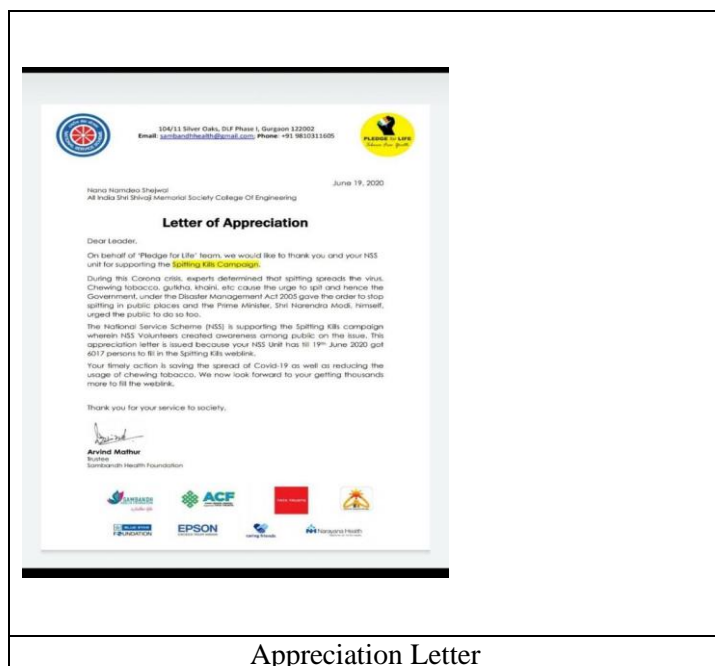 104/11 Silver Oaks, DLF Phase I, Gurgaon 122002
Email: sambandhhealth@gmail.com; Phone: +91 9810311605
PLEDGE for LIFE
June 19, 2020
Nana Namdeo Shejwal
All India Shri Shivaji Memorial Society College Of Engineering
Letter of Appreciation
Dear Leader,
On behalf of 'Pledge for Life' team, we would like to thank you and your NSS
unit for supporting the Spitting Kills Campaign.
During this Corona crisis, experts determined that spitting spreads the virus.
Chewing tobacco, gutkha, khaini, etc cause the urge to spit and hence the
Government, under the Disaster Management Act 2005 gave the order to stop
spitting in public places and the Prime Minister, Shri Narendra Modi, himself,
urged the public to do so too.
The National Service Scheme (NSS) is supporting the Spitting Kills campaign
wherein NSS Volunteers created awareness among public on the issue. This
appreciation letter is issued because your NSS Unit has till 19th June 2020 got
6017 persons to fill in the Spitting Kills weblink.
Your timely action is saving the spread of Covid-19 as well as reducing the
usage of chewing tobacco. We now look forward to your getting thousands
more to fill the weblink.
Thank you for your service to society,
Arvind Mathur
Trustee
Sambandh Health Foundation
SAMBANDH
ACF
TATA TRUSTS
BLUE STAR
FOUNDATION
EPSON
caring friends
NH Narayana Health
Appreciation Letter